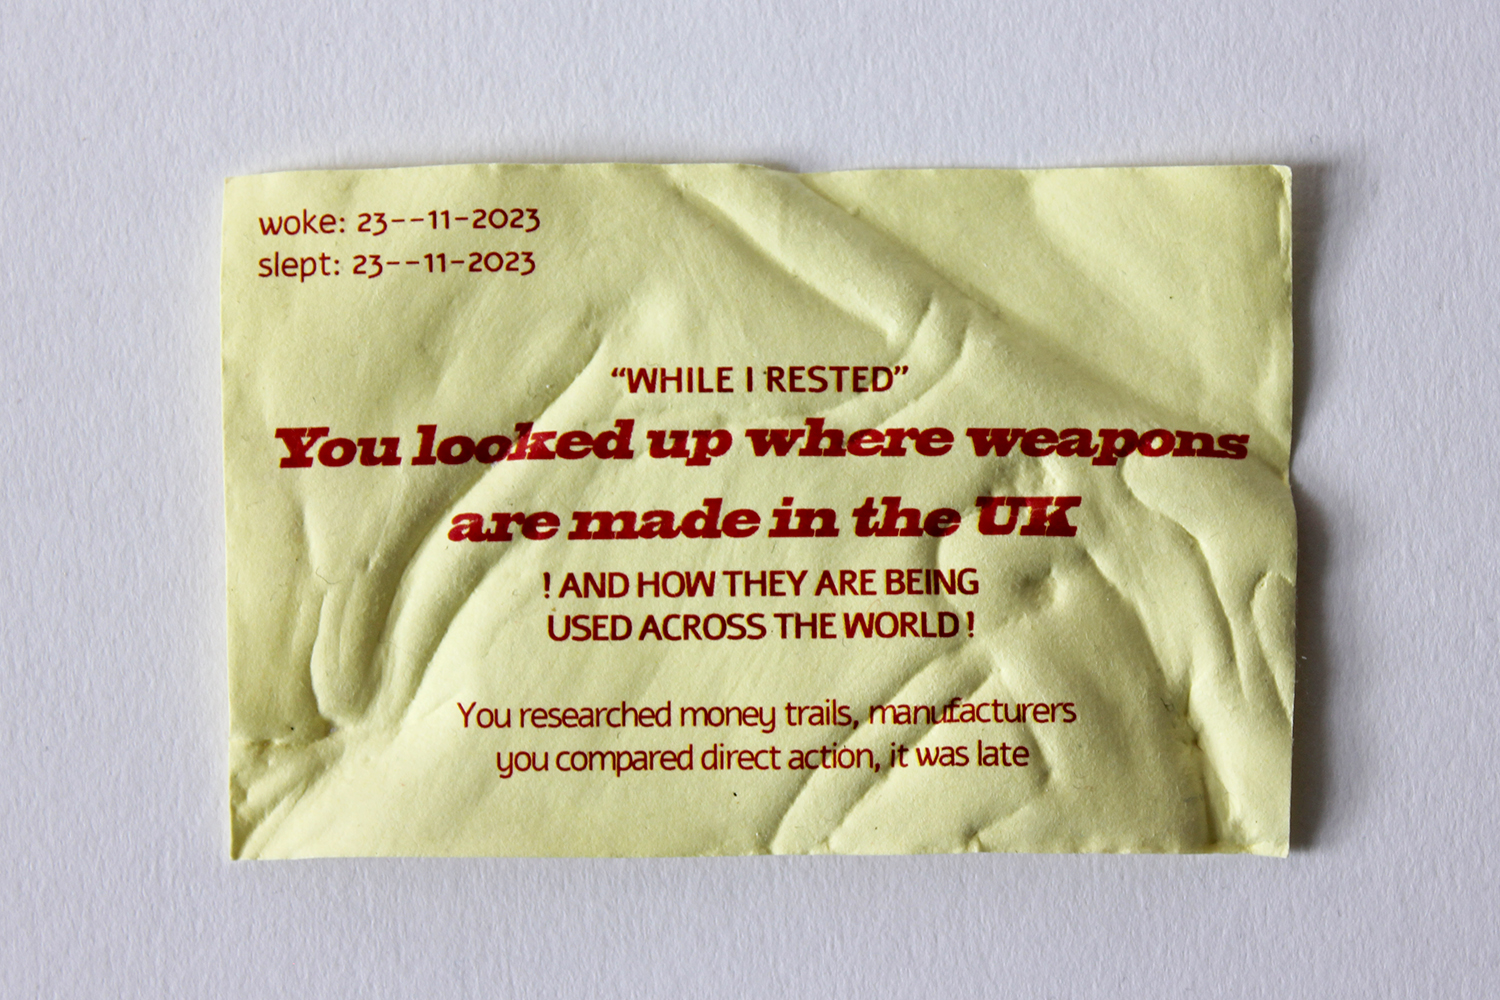 woke: 23--11-2023
slept: 23--11-2023
“WHILE I RESTED”
You looked up where weapons
are made in the UK
! AND HOW THEY ARE BEING
USED ACROSS THE WORLD !
You researched money trails, manufacturers
you compared direct action, it was late